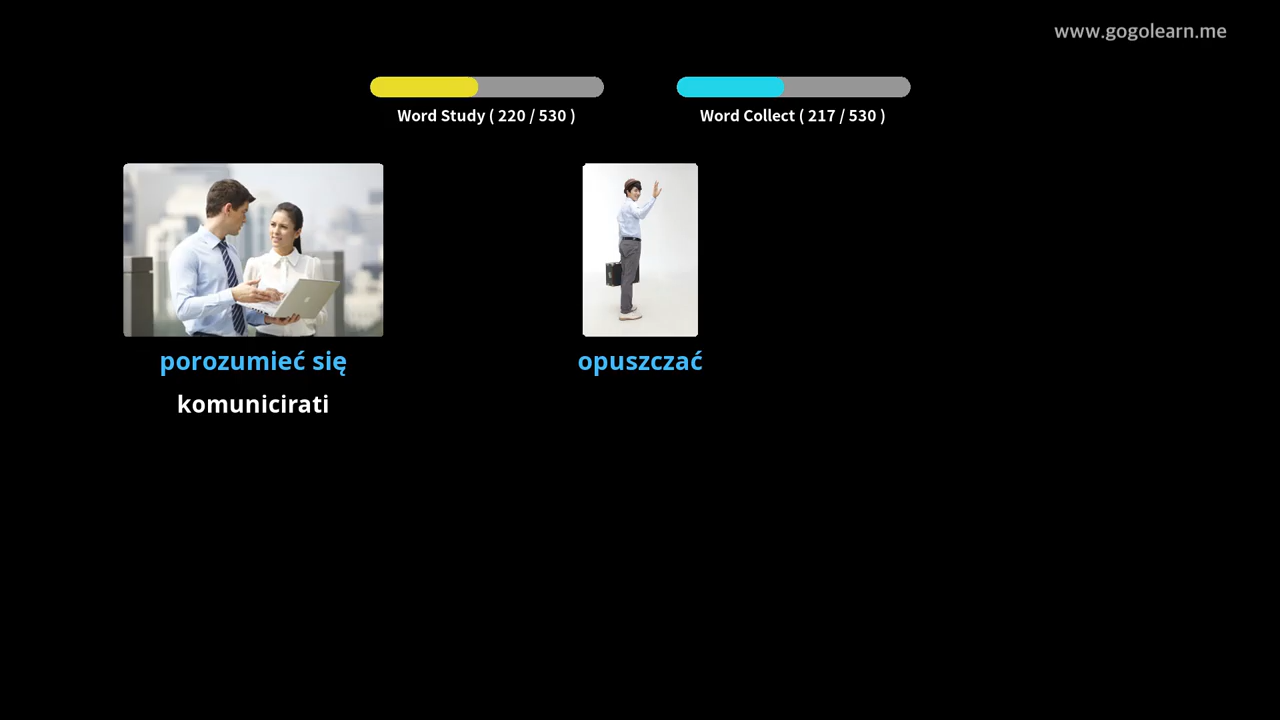 www.gogolearn.me
Word Study ( 220 / 530 )
Word Collect ( 217 / 530 )
porozumieć się
komunicirati
opuszczać